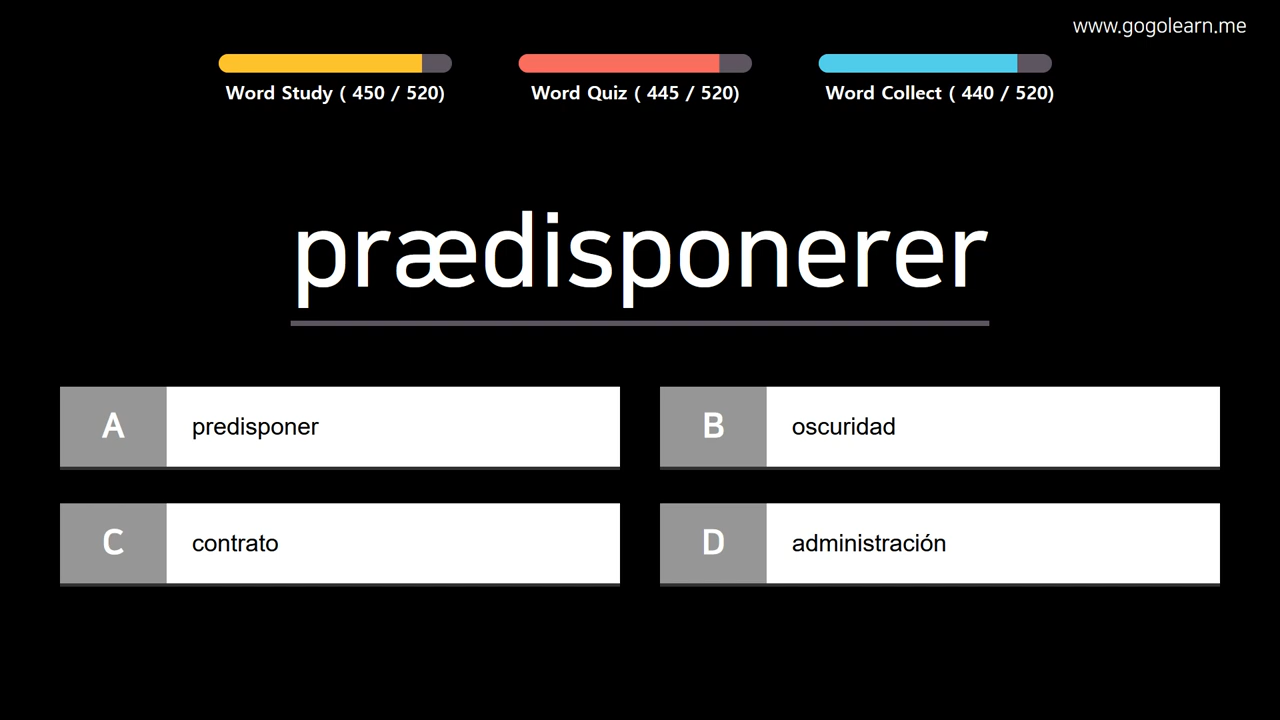 www.gogolearn.me
Word Study ( 450 / 520)
Word Quiz ( 445 / 520)
Word Collect ( 440 / 520)
prædisponerer
A predisponer
B oscuridad
C contrato
D administración